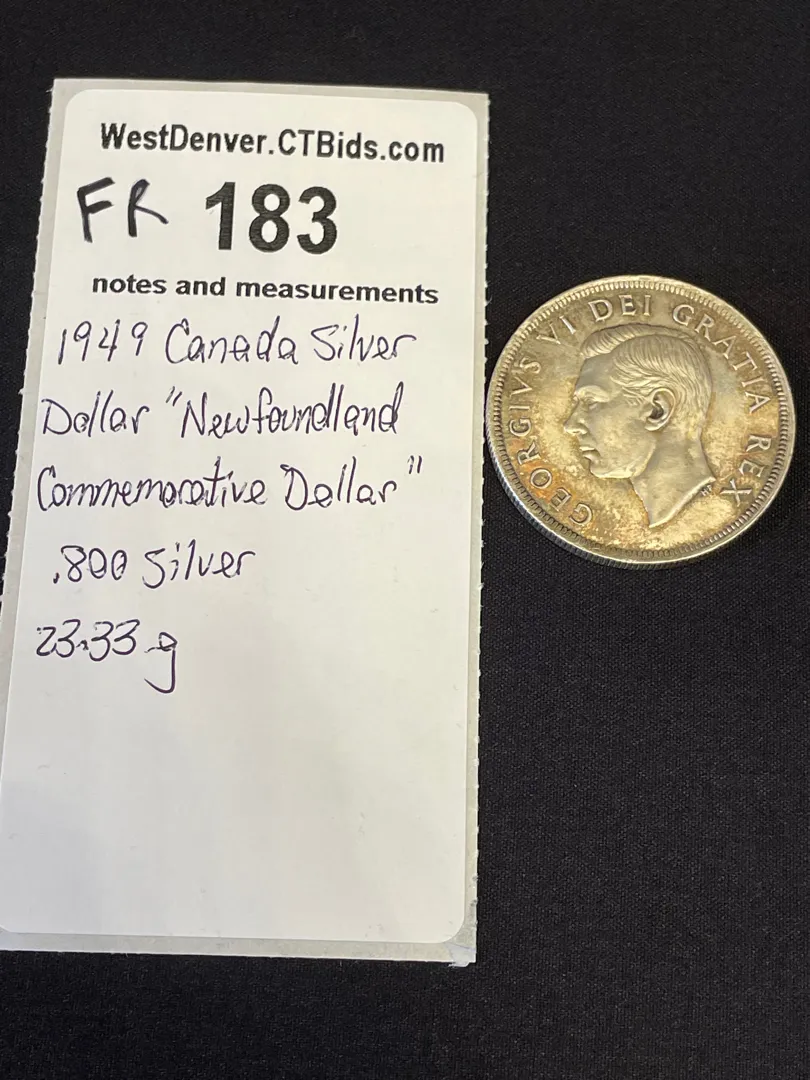 WestDenver.CTBids.com
FR 183
notes and measurements
1949 Canada Silver
Dollar "Newfoundland
Commemorative Dollar"
.800 Silver
23.33 g
GEORGIVS VI DEI GRATIA REX